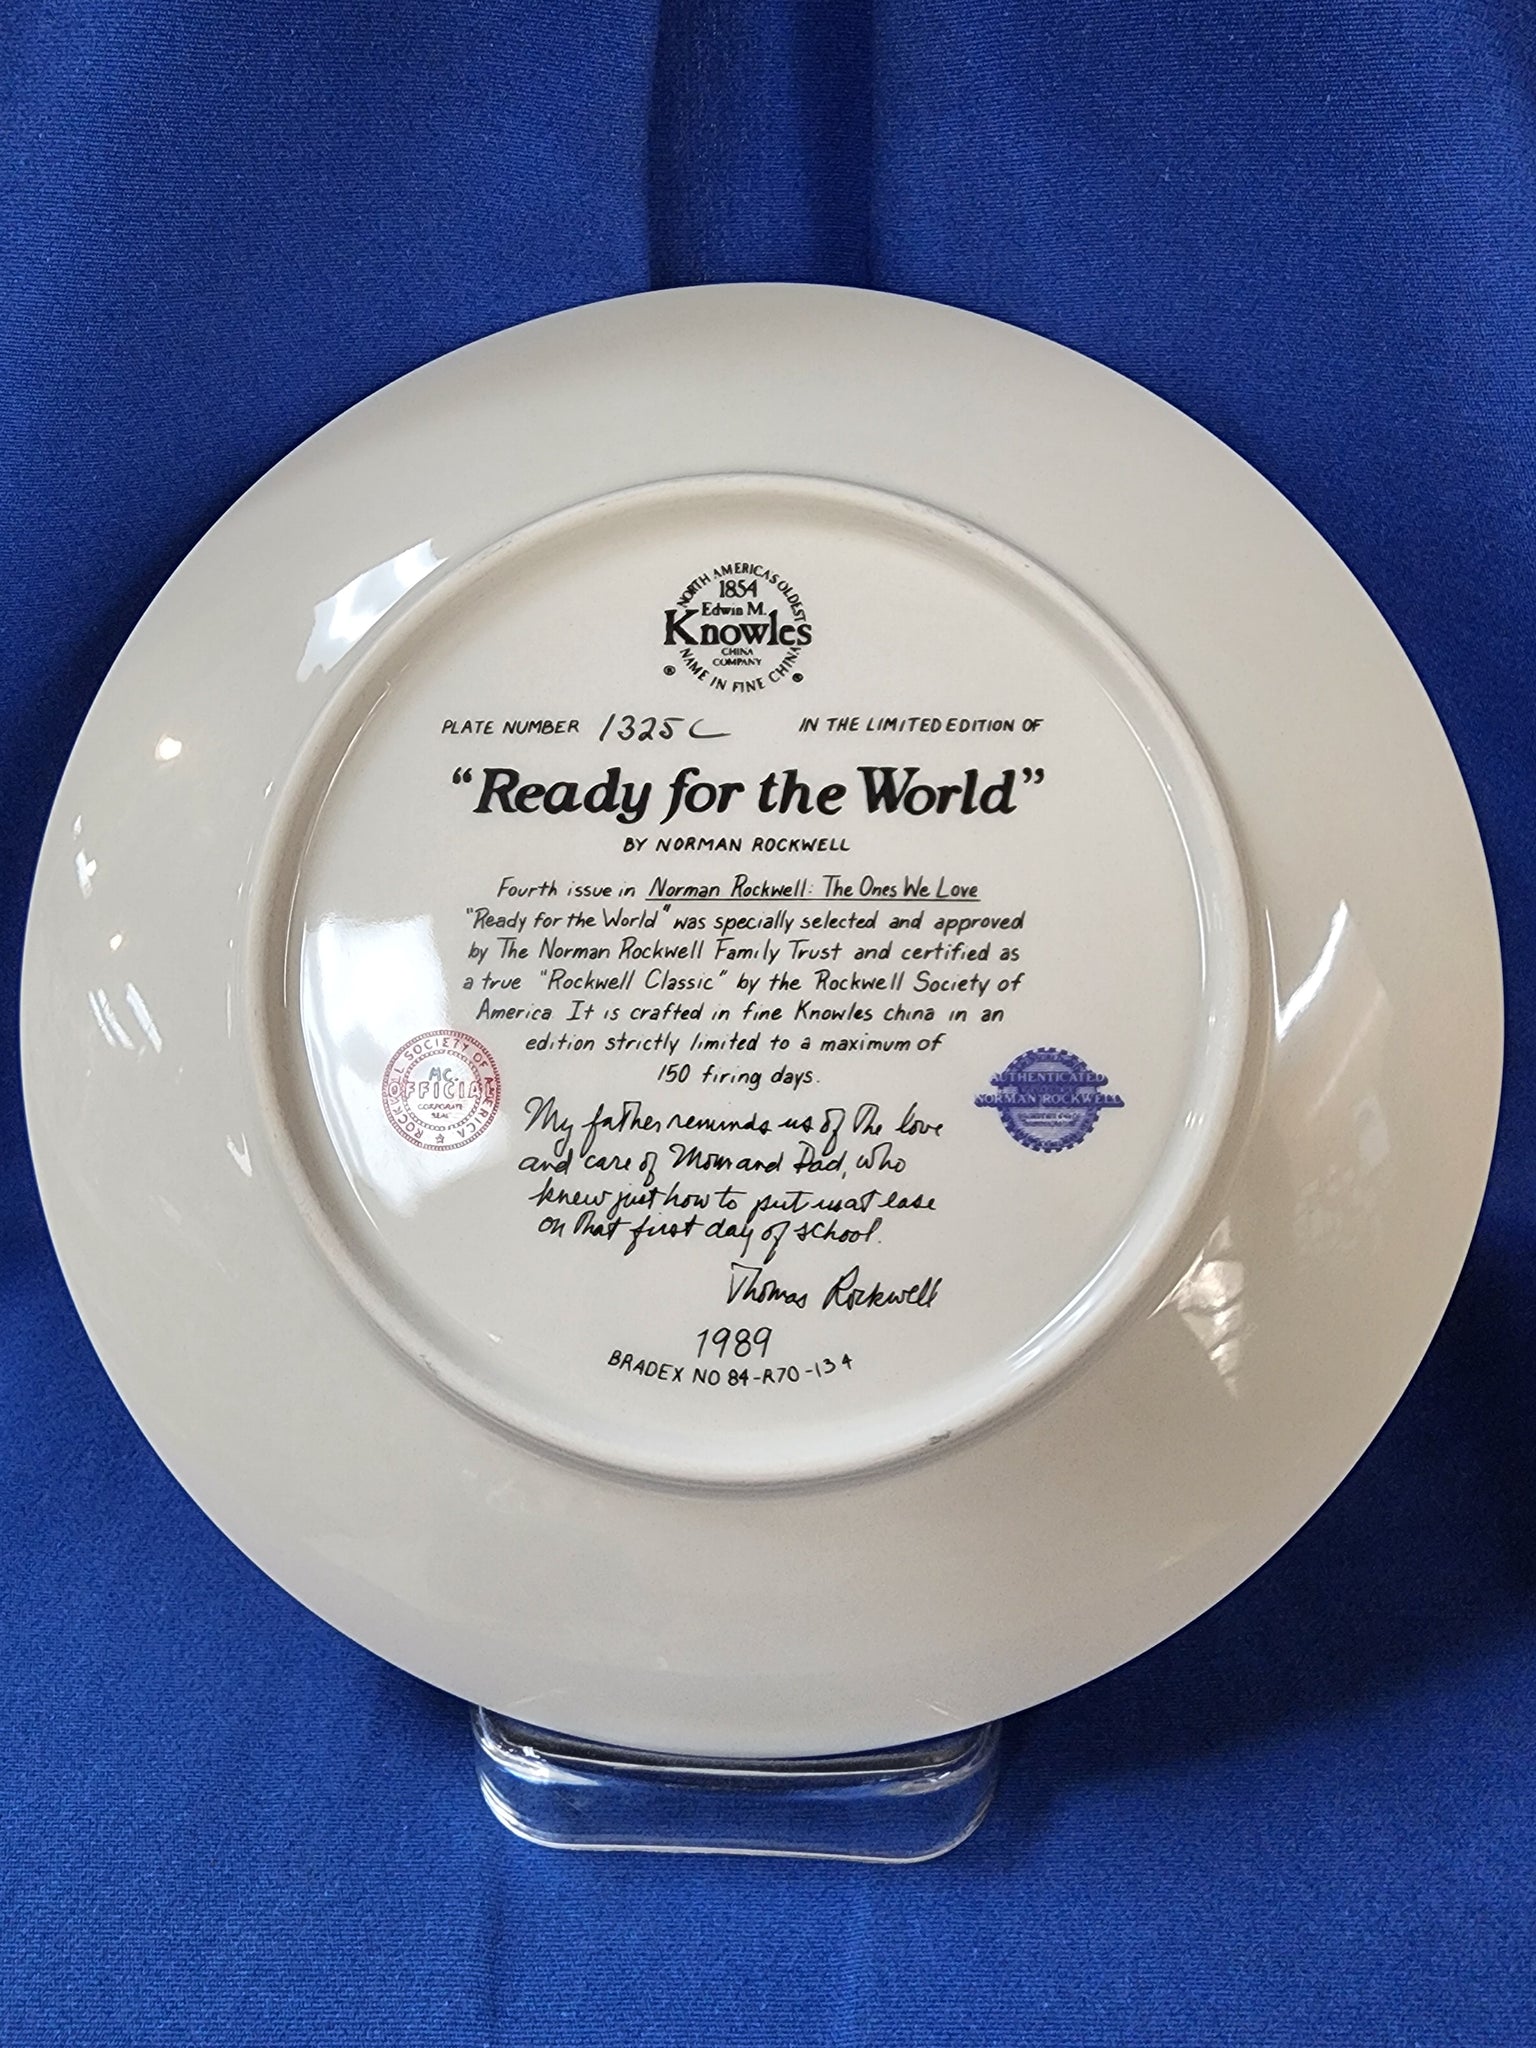 NORTH AMERICA'S OLDEST
1854
Edwin M.
Knowles
CHINA
COMPANY
NAME IN FINE CHINA
® ®
PLATE NUMBER 1325C IN THE LIMITED EDITION OF
"Ready for the World"
BY NORMAN ROCKWELL
Fourth issue in Norman Rockwell: The Ones We Love
"Ready for the World" was specially selected and approved
by The Norman Rockwell Family Trust and certified as
a true "Rockwell Classic" by the Rockwell Society of
America It is crafted in fine Knowles china in an
edition strictly limited to a maximum of
150 firing days.
ROCKWELL SOCIETY OF AMERICA
MC.
OFFICIAL
CORPORATE
SEAL
AUTHENTICATED
NORMAN ROCKWELL
My father reminds us of the love
and care of Mom and Dad, who
knew just how to put us at ease
on that first day of school.
Thomas Rockwell
1989
BRADEX NO 84-R70-13 4